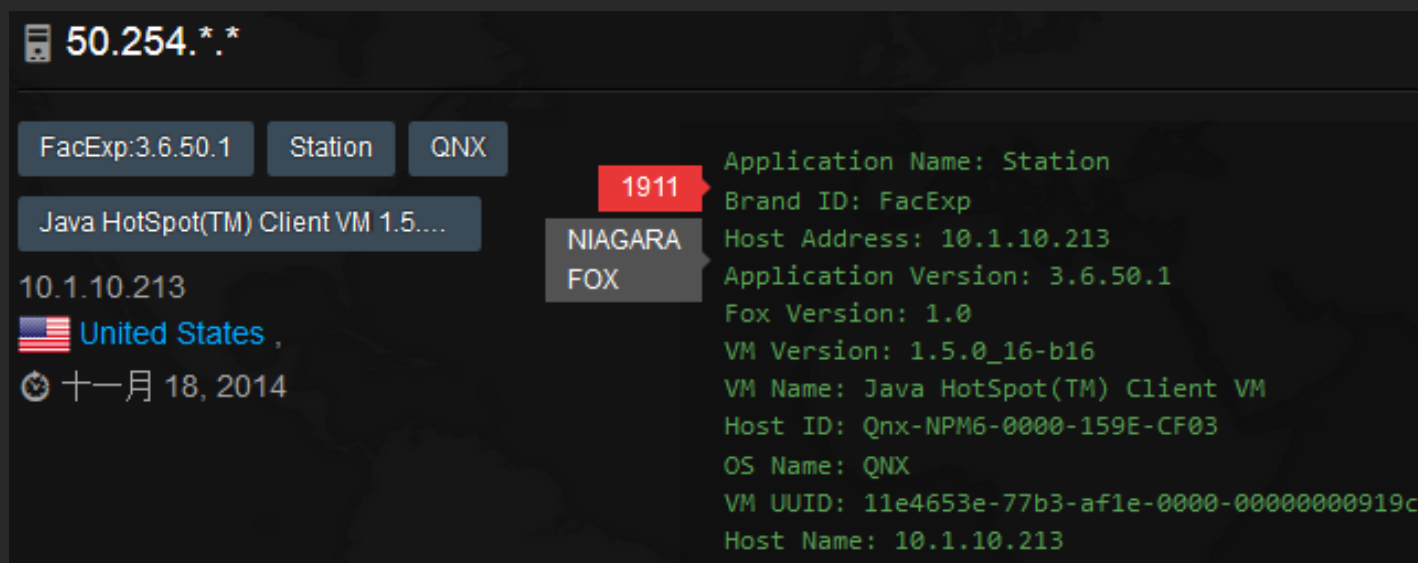 50.254.*.*
FacExp:3.6.50.1
Station
QNX
Java HotSpot(TM) Client VM 1.5....
10.1.10.213
United States ,
十一月 18, 2014
1911
NIAGARA
FOX
Application Name: Station
Brand ID: FacExp
Host Address: 10.1.10.213
Application Version: 3.6.50.1
Fox Version: 1.0
VM Version: 1.5.0_16-b16
VM Name: Java HotSpot(TM) Client VM
Host ID: Qnx-NPM6-0000-159E-CF03
OS Name: QNX
VM UUID: 11e4653e-77b3-af1e-0000-00000000919c
Host Name: 10.1.10.213